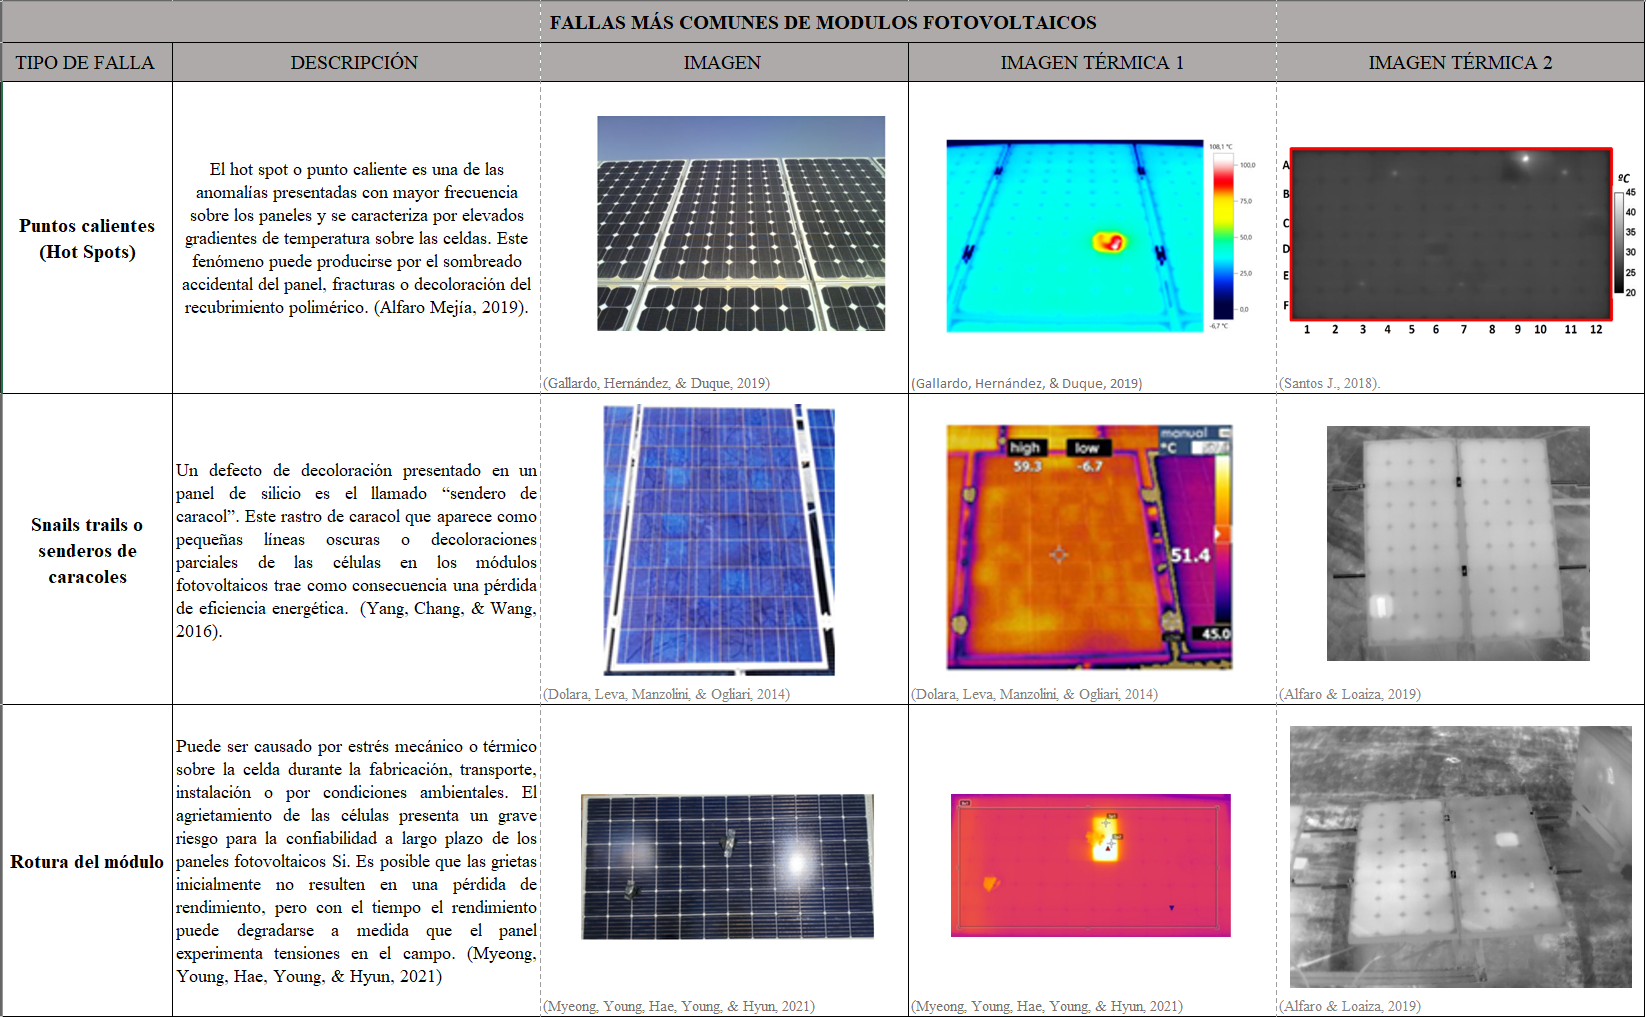 FALLAS MÁS COMUNES DE MODULOS FOTOVOLTAICOS
TIPO DE FALLA
DESCRIPCIÓN
IMAGEN
IMAGEN TÉRMICA 1
IMAGEN TÉRMICA 2
Puntos calientes
(Hot Spots)
El hot spot o punto caliente es una de las
anomalías presentadas con mayor frecuencia
sobre los paneles y se caracteriza por elevados
gradientes de temperatura sobre las celdas. Este
fenómeno puede producirse por el sombreado
accidental del panel, fracturas o decoloración del
recubrimiento polimérico. (Alfaro Mejía, 2019).
(Gallardo, Hernández, & Duque, 2019)
108,1 °C
100,0
75,0
50,0
25,0
0,0
-6,7 °C
(Gallardo, Hernández, & Duque, 2019)
A
B
C
D
E
F
1 2 3 4 5 6 7 8 9 10 11 12
ºC
45
40
35
30
25
20
(Santos J., 2018).
Snails trails o
senderos de
caracoles
Un defecto de decoloración presentado en un
panel de silicio es el llamado “sendero de
caracol”. Este rastro de caracol que aparece como
pequeñas líneas oscuras o decoloraciones
parciales de las células en los módulos
fotovoltaicos trae como consecuencia una pérdida
de eficiencia energética. (Yang, Chang, & Wang,
2016).
(Dolara, Leva, Manzolini, & Ogliari, 2014)
high
59.3
low
-6.7
manual
°C
51.4
45.0
(Dolara, Leva, Manzolini, & Ogliari, 2014)
(Alfaro & Loaiza, 2019)
Rotura del módulo
Puede ser causado por estrés mecánico o térmico
sobre la celda durante la fabricación, transporte,
instalación o por condiciones ambientales. El
agrietamiento de las células presenta un grave
riesgo para la confiabilidad a largo plazo de los
paneles fotovoltaicos Si. Es posible que las grietas
inicialmente no resulten en una pérdida de
rendimiento, pero con el tiempo el rendimiento
puede degradarse a medida que el panel
experimenta tensiones en el campo. (Myeong,
Young, Hae, Young, & Hyun, 2021)
(Myeong, Young, Hae, Young, & Hyun, 2021)
(Myeong, Young, Hae, Young, & Hyun, 2021)
(Alfaro & Loaiza, 2019)